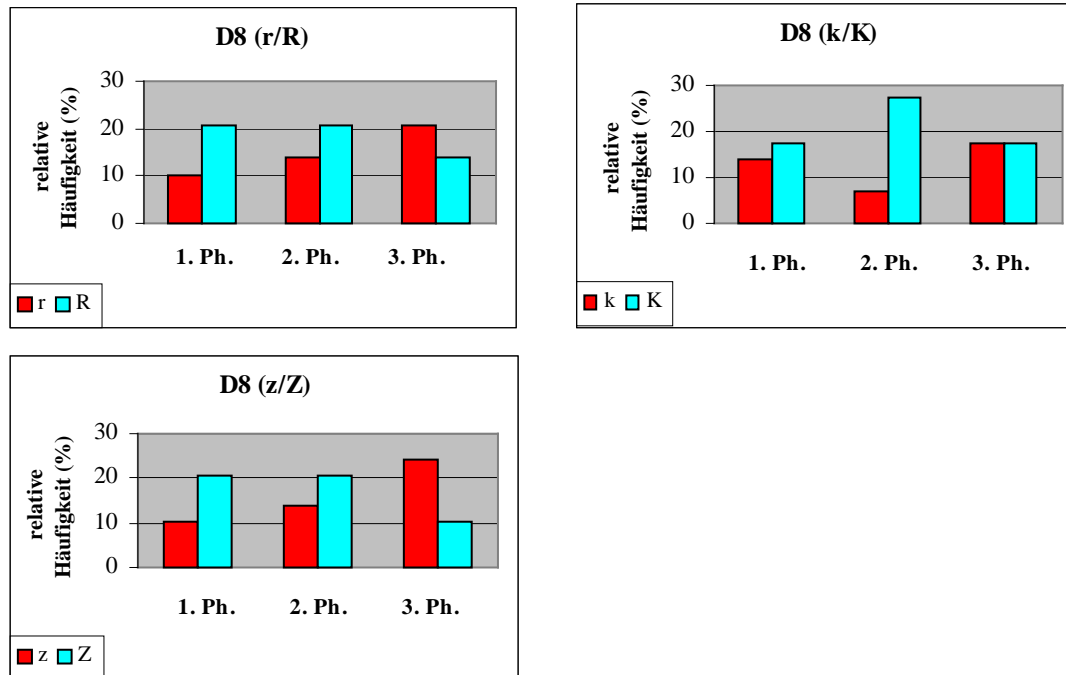 D8 (r/R)
relative
Häufigkeit (%)
30
20
10
0
1. Ph. 2. Ph. 3. Ph.
r R
D8 (k/K)
relative
Häufigkeit (%)
30
20
10
0
1. Ph. 2. Ph. 3. Ph.
k K
D8 (z/Z)
relative
Häufigkeit (%)
30
20
10
0
1. Ph. 2. Ph. 3. Ph.
z Z